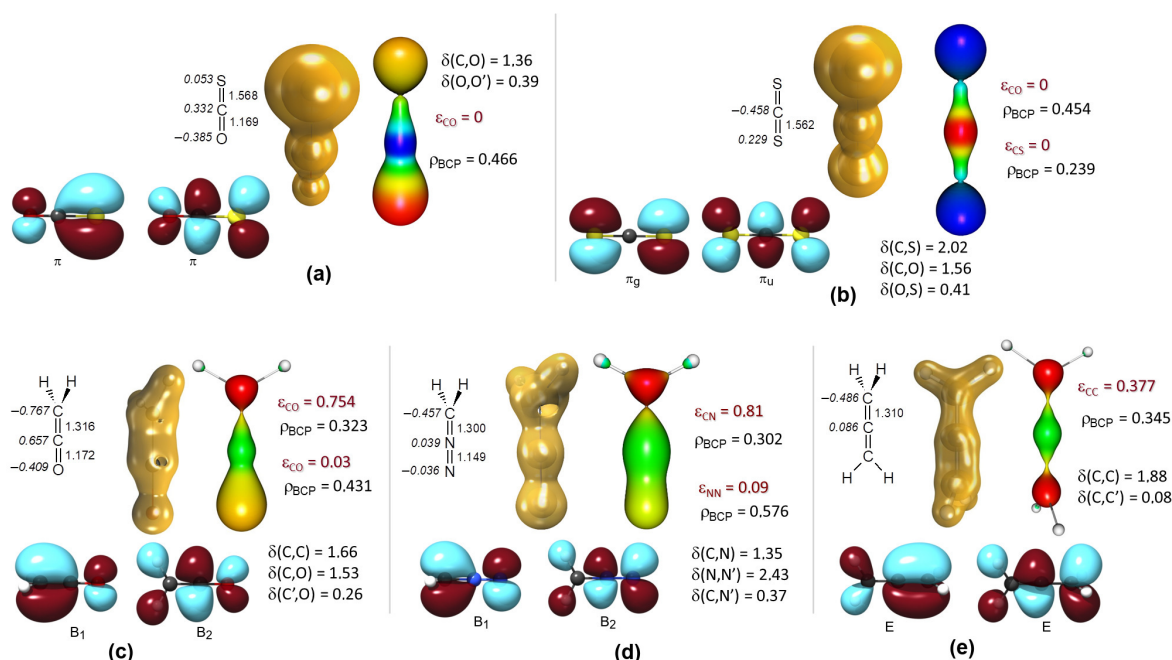 0.053
S
1.568
0.332
C
1.169
−0.385
O
δ(C,O) = 1.36
δ(O,O') = 0.39
εCO = 0
ρBCP = 0.466
π
π
(a)
S
−0.458
C
1.562
0.229
S
εCO = 0
ρBCP = 0.454
εCS = 0
ρBCP = 0.239
πg
πu
δ(C,S) = 2.02
δ(C,O) = 1.56
δ(O,S) = 0.41
(b)
H
H
−0.767
C
1.316
0.657
C
1.172
−0.409
O
εCO = 0.754
ρBCP = 0.323
εCO = 0.03
ρBCP = 0.431
δ(C,C) = 1.66
δ(C,O) = 1.53
δ(C',O) = 0.26
B1
B2
(c)
H
H
−0.457
C
1.300
0.039
N
1.149
−0.036
N
εCN = 0.81
ρBCP = 0.302
εNN = 0.09
ρBCP = 0.576
δ(C,N) = 1.35
δ(N,N') = 2.43
δ(C,N') = 0.37
B1
B2
(d)
H
H
−0.486
C
1.310
0.086
C
C
H
H
εCC = 0.377
ρBCP = 0.345
δ(C,C) = 1.88
δ(C,C') = 0.08
E
E
(e)